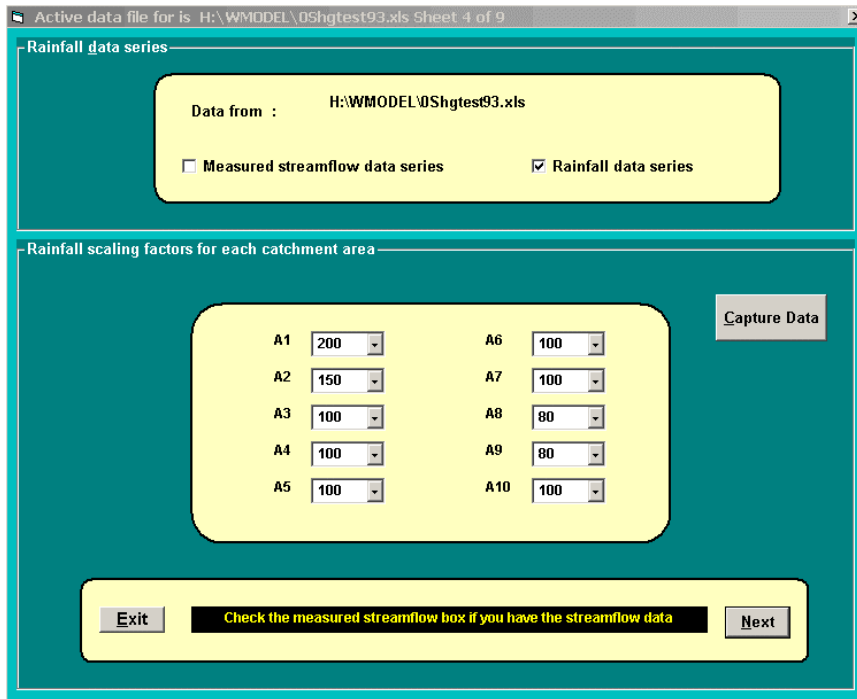 Active data file for is H:\WMODEL\0Shgtest93.xls Sheet 4 of 9
Rainfall data series
Data from : H:\WMODEL\0Shgtest93.xls
Measured streamflow data series Rainfall data series
Rainfall scaling factors for each catchment area
Capture Data
A1 200 A6 100
A2 150 A7 100
A3 100 A8 80
A4 100 A9 80
A5 100 A10 100
Exit Check the measured streamflow box if you have the streamflow data Next